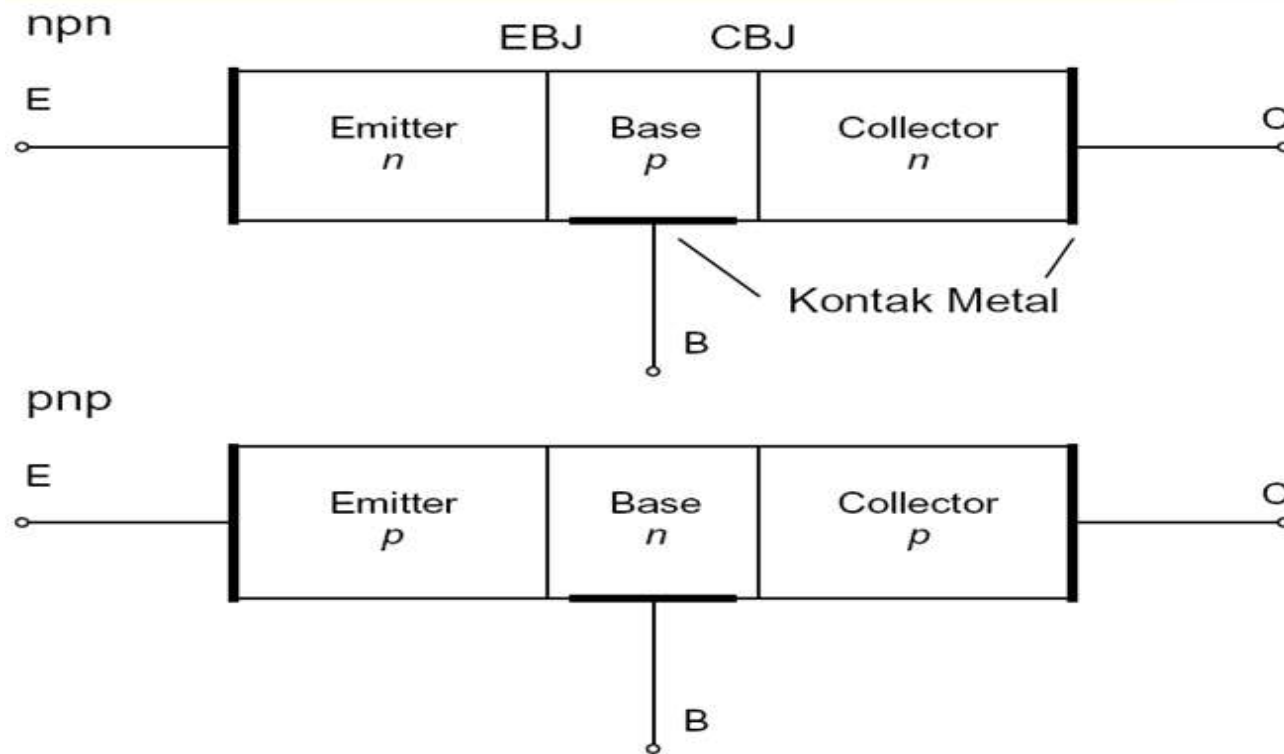 npn
EBJ CBJ
E
C
Emitter
n
Base
p
Collector
n
Kontak Metal
B
pnp
E
C
Emitter
p
Base
n
Collector
p
B